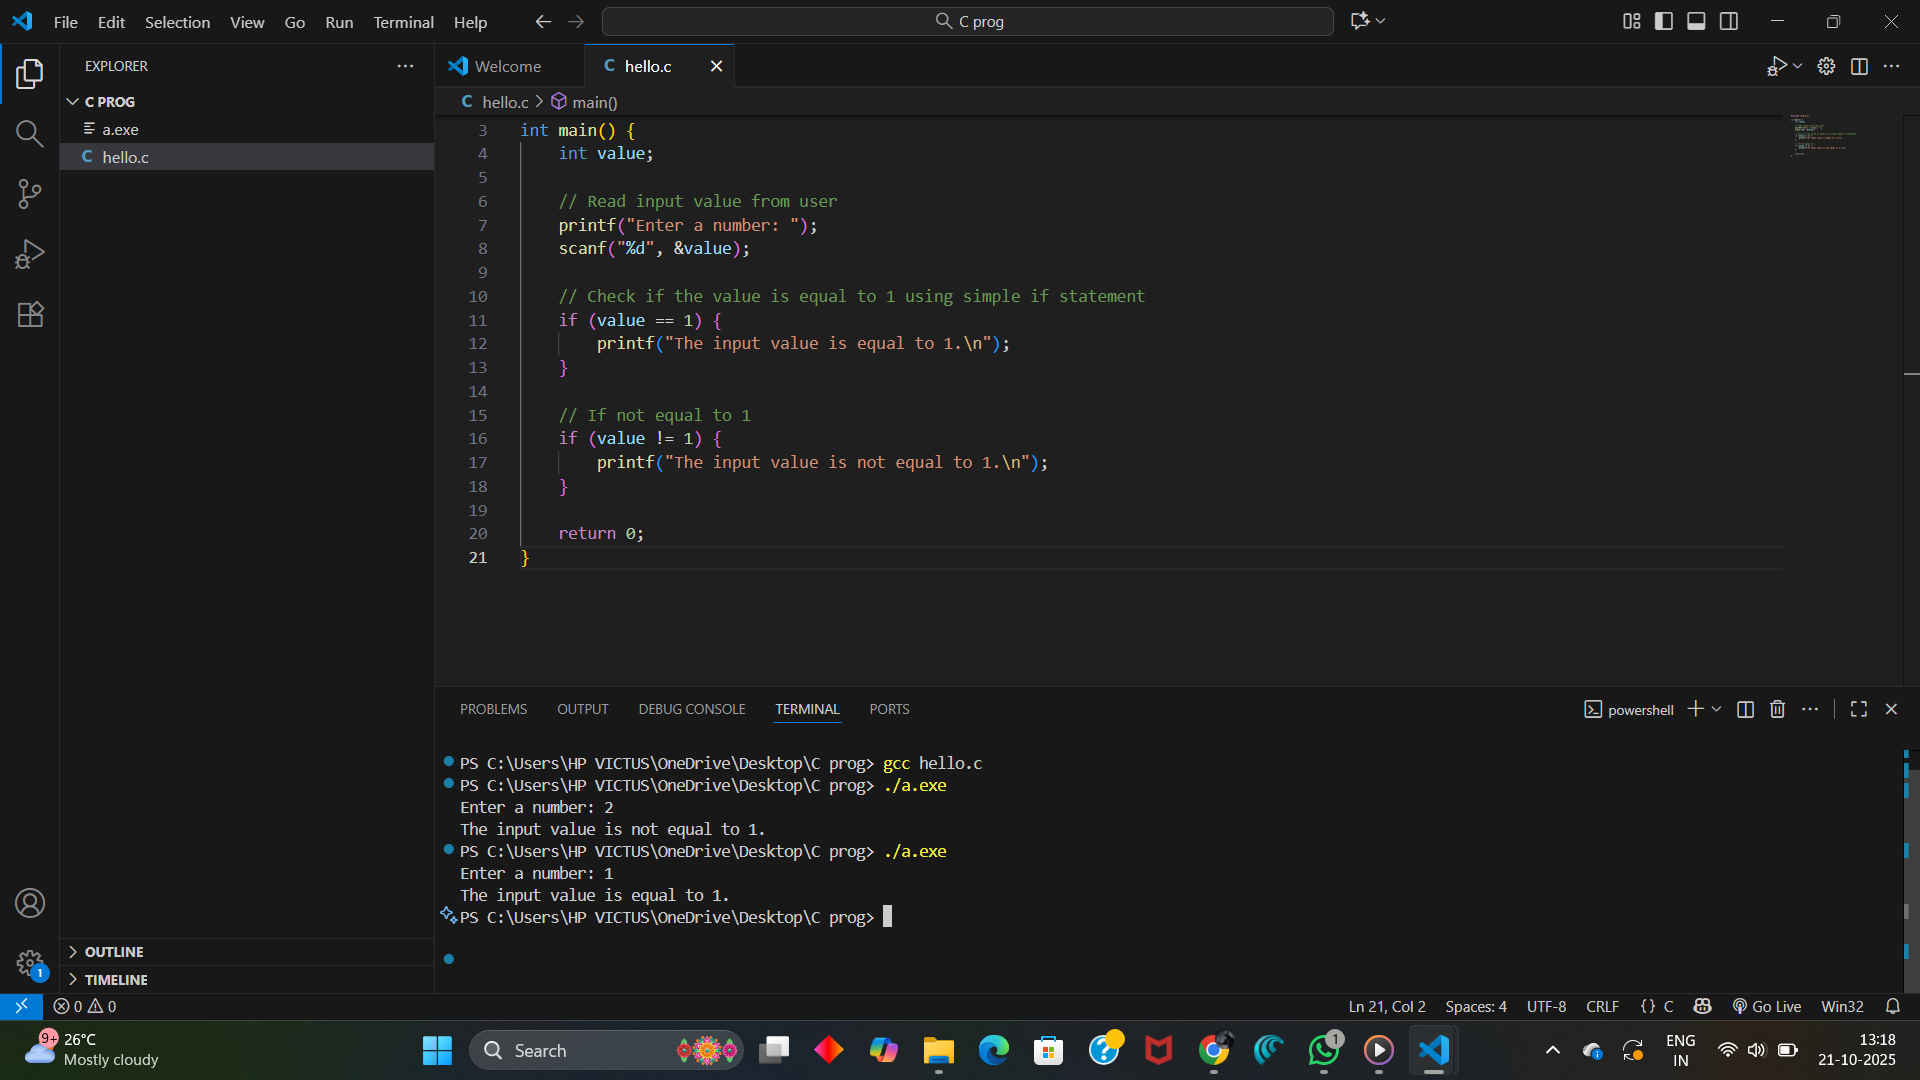 File Edit Selection View Go Run Terminal Help
C prog
EXPLORER
C PROG
a.exe
C hello.c
OUTLINE
TIMELINE
Welcome
C hello.c
C hello.c > main()
3 int main() {
4 int value;
5
6 // Read input value from user
7 printf("Enter a number: ");
8 scanf("%d", &value);
9
10 // Check if the value is equal to 1 using simple if statement
11 if (value == 1) {
12 printf("The input value is equal to 1.\n");
13 }
14
15 // If not equal to 1
16 if (value != 1) {
17 printf("The input value is not equal to 1.\n");
18 }
19
20 return 0;
21 }
PROBLEMS OUTPUT DEBUG CONSOLE TERMINAL PORTS
powershell
PS C:\Users\HP VICTUS\OneDrive\Desktop\C prog> gcc hello.c
PS C:\Users\HP VICTUS\OneDrive\Desktop\C prog> ./a.exe
Enter a number: 2
The input value is not equal to 1.
PS C:\Users\HP VICTUS\OneDrive\Desktop\C prog> ./a.exe
Enter a number: 1
The input value is equal to 1.
PS C:\Users\HP VICTUS\OneDrive\Desktop\C prog>
1
0 0
Ln 21, Col 2 Spaces: 4 UTF-8 CRLF {} C Go Live Win32
9+
26°C
Mostly cloudy
Search
1
ENG
IN
13:18
21-10-2025